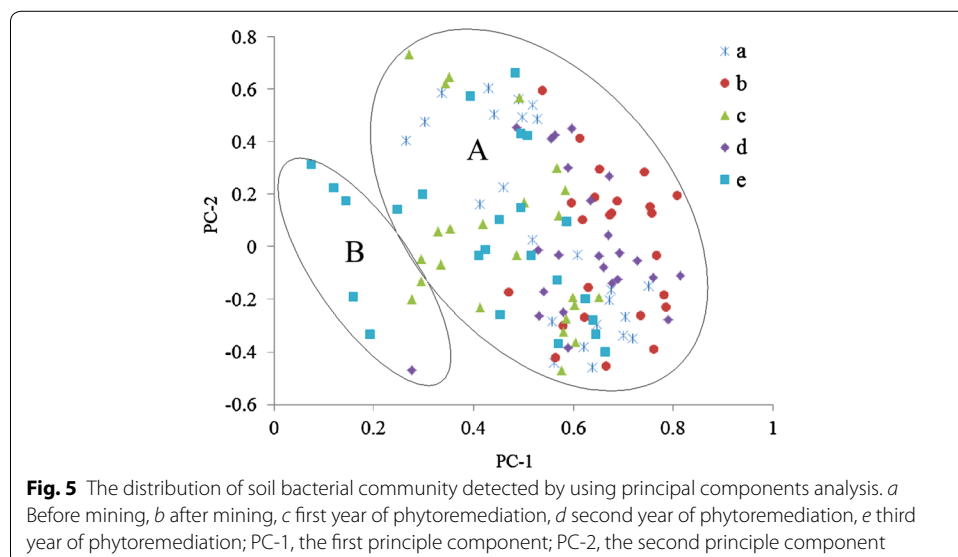 0.8
0.6
0.4
0.2
0
-0.2
-0.4
-0.6
PC-2
A
B
a
b
c
d
e
0 0.2 0.4 0.6 0.8 1
PC-1
Fig. 5 The distribution of soil bacterial community detected by using principal components analysis. a
Before mining, b after mining, c first year of phytoremediation, d second year of phytoremediation, e third
year of phytoremediation; PC-1, the first principle component; PC-2, the second principle component